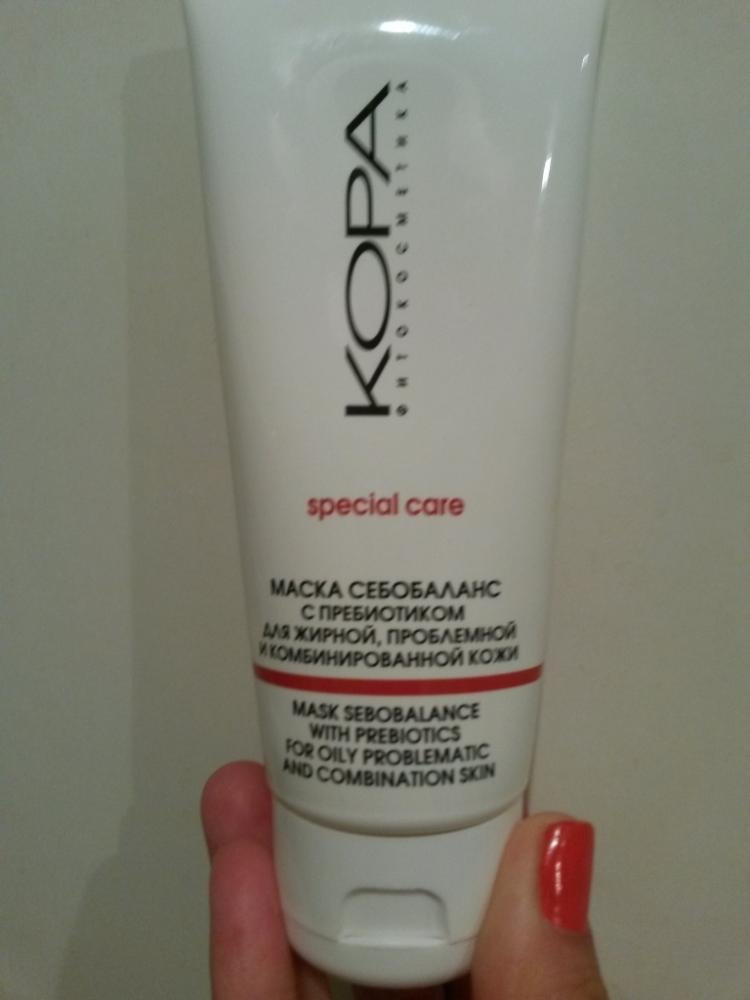 КОРА
ФИТОКОСМЕТИКА
special care
МАСКА СЕБОБАЛАНС
С ПРЕБИОТИКОМ
ДЛЯ ЖИРНОЙ, ПРОБЛЕМНОЙ
И КОМБИНИРОВАННОЙ КОЖИ
MASK SEBOBALANCE
WITH PREBIOTICS
FOR OILY PROBLEMATIC
AND COMBINATION SKIN